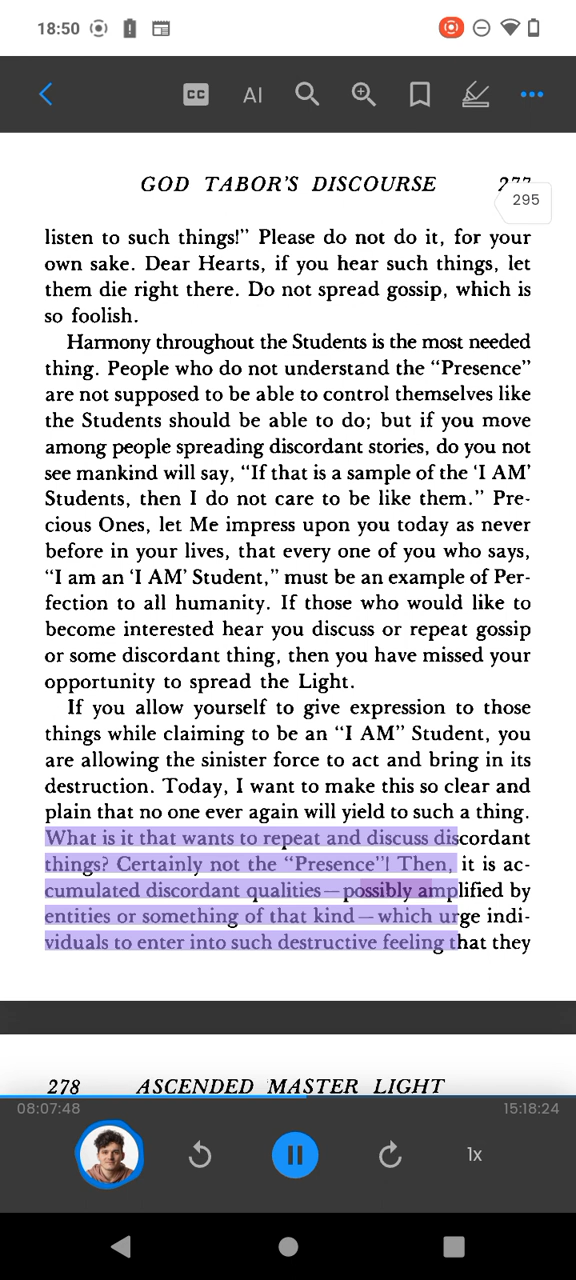 18:50
CC AI
GOD TABOR'S DISCOURSE
295
listen to such things!” Please do not do it, for your
own sake. Dear Hearts, if you hear such things, let
them die right there. Do not spread gossip, which is
so foolish.
Harmony throughout the Students is the most needed
thing. People who do not understand the “Presence”
are not supposed to be able to control themselves like
the Students should be able to do; but if you move
among people spreading discordant stories, do you not
see mankind will say, “If that is a sample of the ‘I AM’
Students, then I do not care to be like them.” Pre-
cious Ones, let Me impress upon you today as never
before in your lives, that every one of you who says,
“I am an ‘I AM’ Student,” must be an example of Per-
fection to all humanity. If those who would like to
become interested hear you discuss or repeat gossip
or some discordant thing, then you have missed your
opportunity to spread the Light.
If you allow yourself to give expression to those
things while claiming to be an “I AM” Student, you
are allowing the sinister force to act and bring in its
destruction. Today, I want to make this so clear and
plain that no one ever again will yield to such a thing.
What is it that wants to repeat and discuss discordant
things? Certainly not the “Presence”! Then, it is ac-
cumulated discordant qualities—possibly amplified by
entities or something of that kind—which urge indi-
viduals to enter into such destructive feeling that they
278 ASCENDED MASTER LIGHT
08:07:48 15:18:24
1x